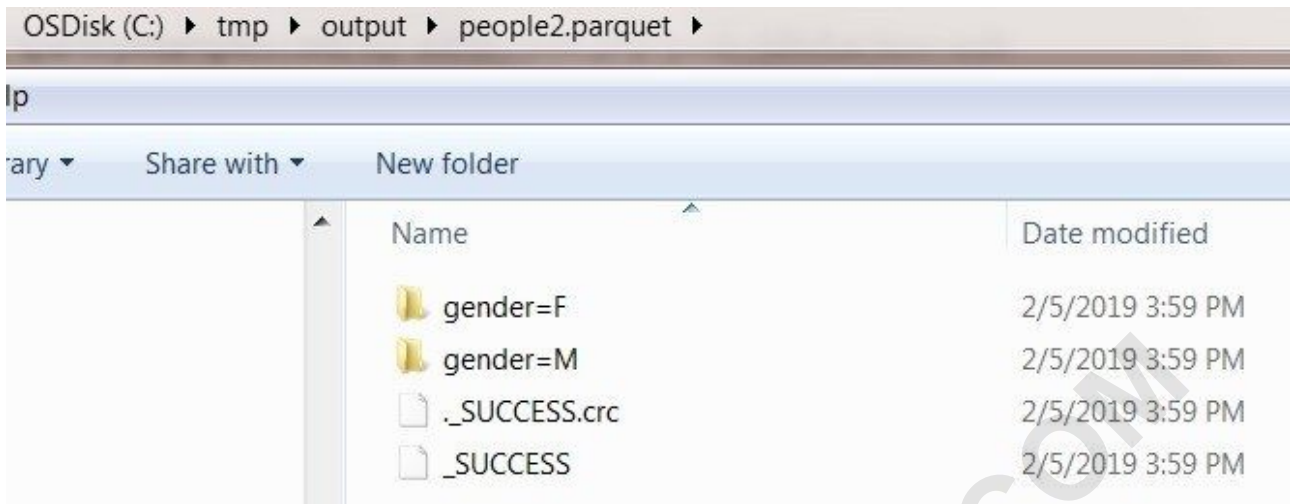 OSDisk (C:) ▸ tmp ▸ output ▸ people2.parquet ▸
lp
rary Share with New folder
Name Date modified
gender=F 2/5/2019 3:59 PM
gender=M 2/5/2019 3:59 PM
._SUCCESS.crc 2/5/2019 3:59 PM
_SUCCESS 2/5/2019 3:59 PM
COM